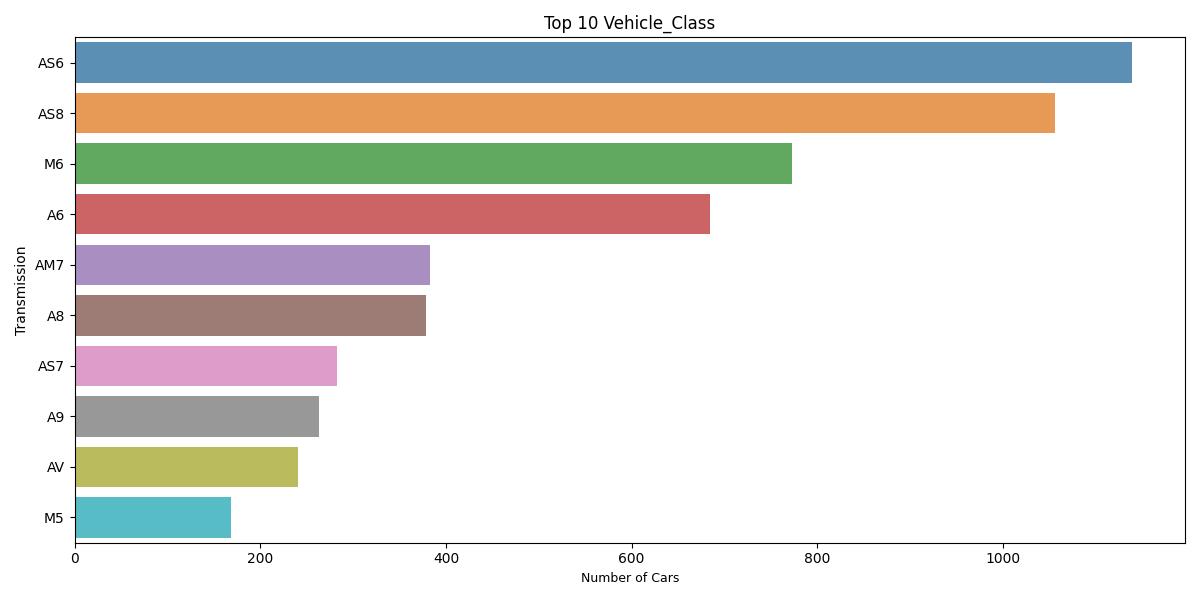 Top 10 Vehicle_Class
Transmission
AS6
AS8
M6
A6
AM7
A8
AS7
A9
AV
M5
0 200 400 600 800 1000
Number of Cars